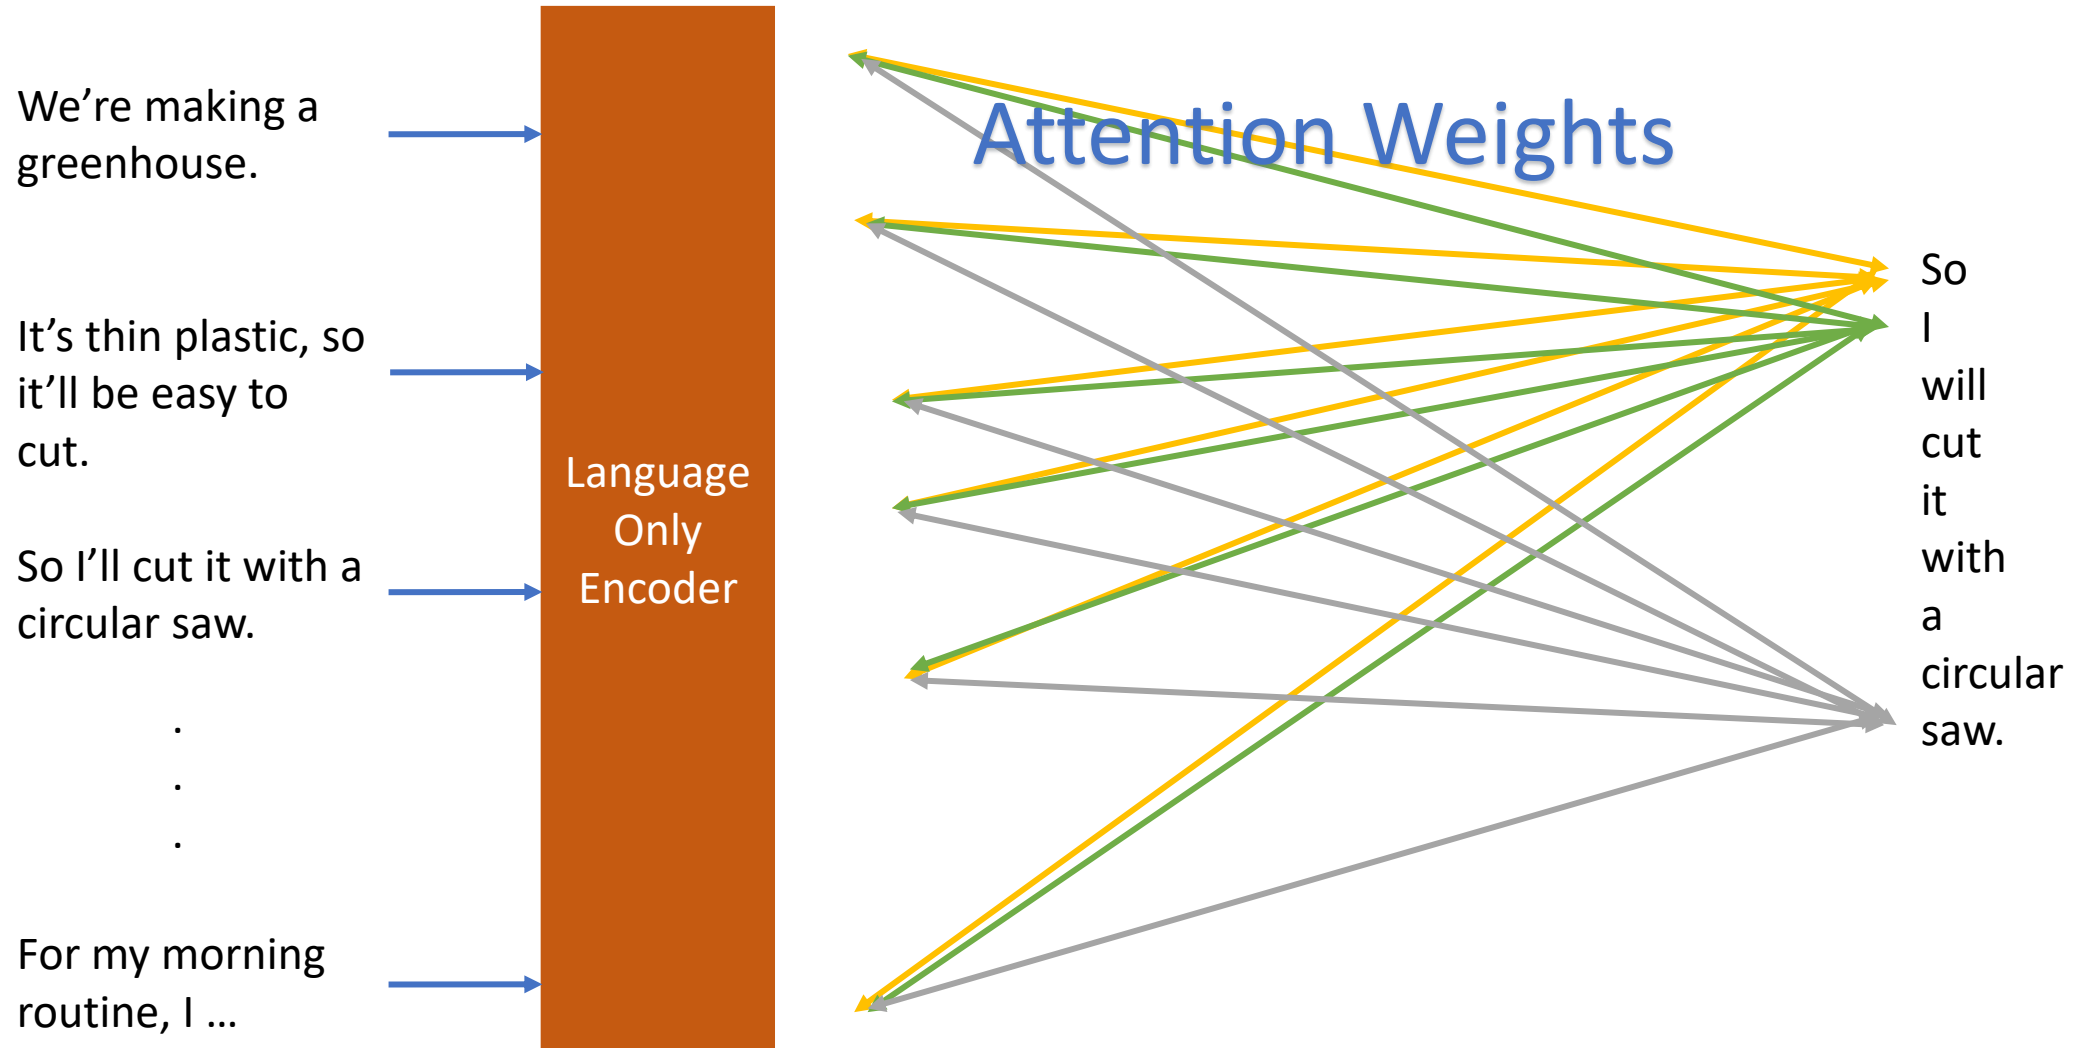 We’re making a
greenhouse.
It’s thin plastic, so
it’ll be easy to
cut.
So I’ll cut it with a
circular saw.
.
.
.
For my morning
routine, I …
Language
Only
Encoder
Attention Weights
So
I
will
cut
it
with
a
circular
saw.